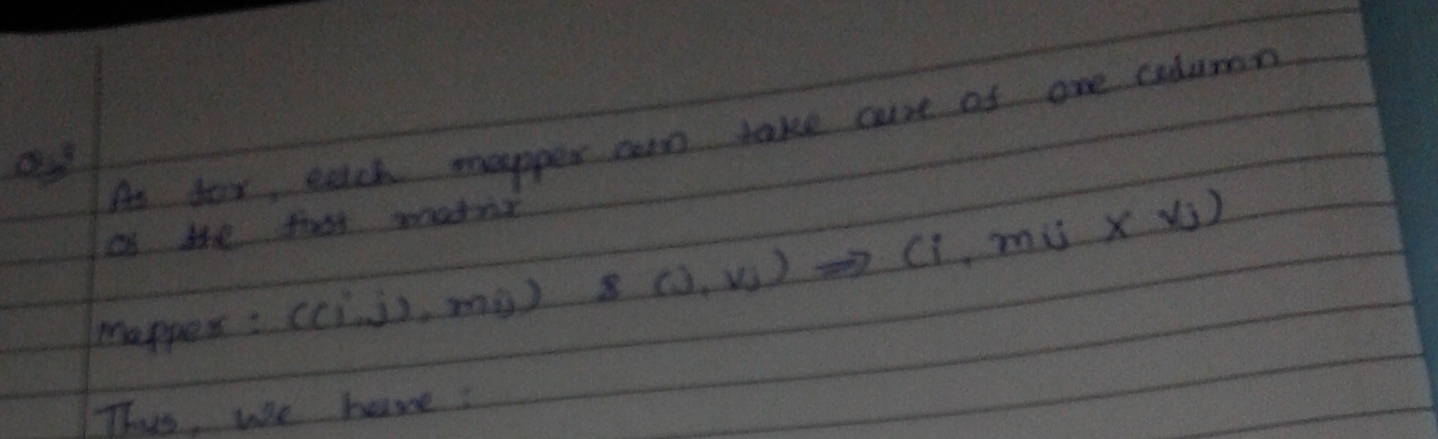 Q3
As for, each mapper can take care of one column
of the first matrix
Mapper : ((i,j), mij) & (j, vj) => (i, mij x vj)
Thus, we have :